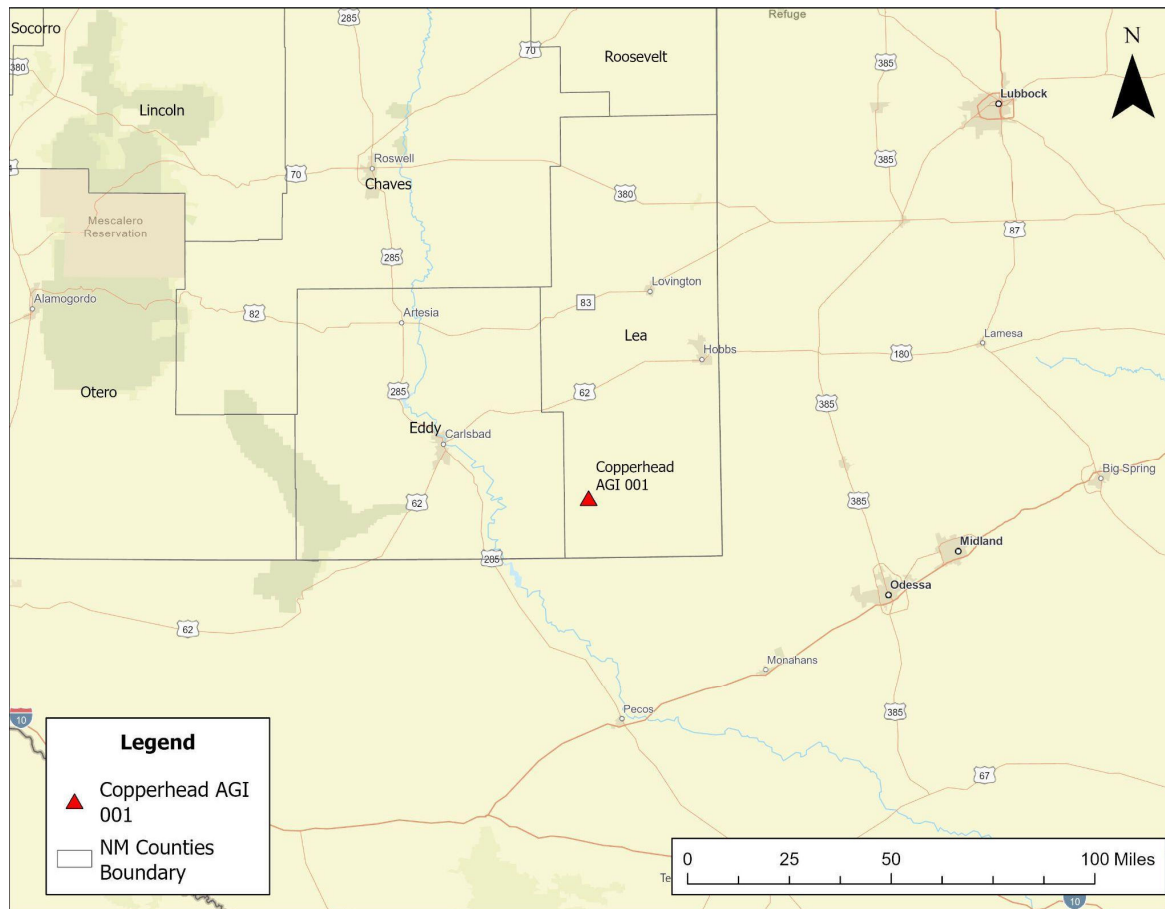 Socorro
285
70
Refuge
Roosevelt
385
N
380
Lincoln
Lubbock
385
Roswell
70
Chaves
380
Mescalero
Reservation
87
285
Lovington
Alamogordo
82
Artesia
83
Lea
Hobbs
180
Lamesa
Otero
285
62
385
Eddy
Carlsbad
Copperhead
AGI 001
Big Spring
62
385
Midland
285
Odessa
62
Monahans
10
Pecos
385
Legend
Copperhead AGI
001
NM Counties
Boundary
67
0 25 50 100 Miles
10